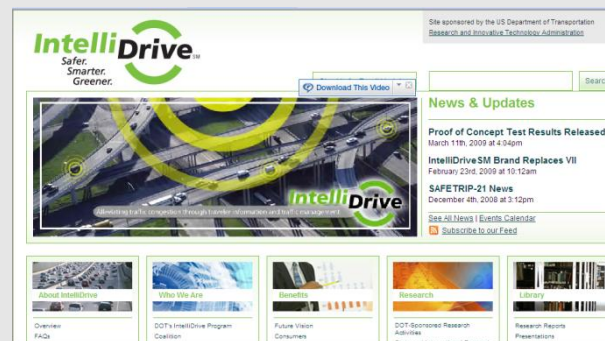 IntelliDrive SM
Safer.
Smarter.
Greener.
Site sponsored by the US Department of Transportation
Research and Innovative Technology Administration
Download This Video
Searc
News & Updates
Proof of Concept Test Results Released
March 11th, 2009 at 4:04pm
IntelliDriveSM Brand Replaces VII
February 23rd, 2009 at 10:12am
SAFETRIP-21 News
December 4th, 2008 at 3:12pm
See All News | Events Calendar
Subscribe to our Feed
IntelliDrive
Alleviating traffic congestion through traveler information and traffic management.
About IntelliDrive
Who We Are
Benefits
Research
Library
Overview
FAQs
DOT's IntelliDrive Program
Coalition
Future Vision
Consumers
DOT-Sponsored Research
Activities
Research Reports
Presentations